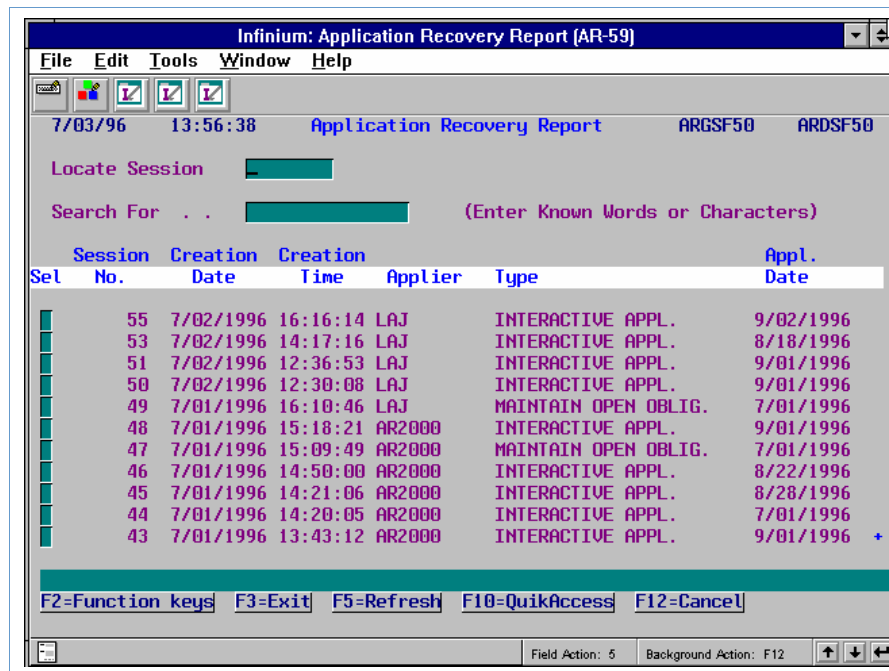 Infinium: Application Recovery Report (AR-59)
File Edit Tools Window Help
7/03/96 13:56:38 Application Recovery Report ARGSF50 ARDSF50
Locate Session
Search For . . (Enter Known Words or Characters)
Session Creation Creation Appl.
Sel No. Date Time Applier Type Date
55 7/02/1996 16:16:14 LAJ INTERACTIVE APPL. 9/02/1996
53 7/02/1996 14:17:16 LAJ INTERACTIVE APPL. 8/18/1996
51 7/02/1996 12:36:53 LAJ INTERACTIVE APPL. 9/01/1996
50 7/02/1996 12:30:08 LAJ INTERACTIVE APPL. 9/01/1996
49 7/01/1996 16:10:46 LAJ MAINTAIN OPEN OBLIG. 7/01/1996
48 7/01/1996 15:18:21 AR2000 INTERACTIVE APPL. 9/01/1996
47 7/01/1996 15:09:49 AR2000 MAINTAIN OPEN OBLIG. 7/01/1996
46 7/01/1996 14:50:00 AR2000 INTERACTIVE APPL. 8/22/1996
45 7/01/1996 14:21:06 AR2000 INTERACTIVE APPL. 8/28/1996
44 7/01/1996 14:20:05 AR2000 INTERACTIVE APPL. 7/01/1996
43 7/01/1996 13:43:12 AR2000 INTERACTIVE APPL. 9/01/1996 +
F2=Function keys F3=Exit F5=Refresh F10=QuikAccess F12=Cancel
Field Action: 5 Background Action: F12